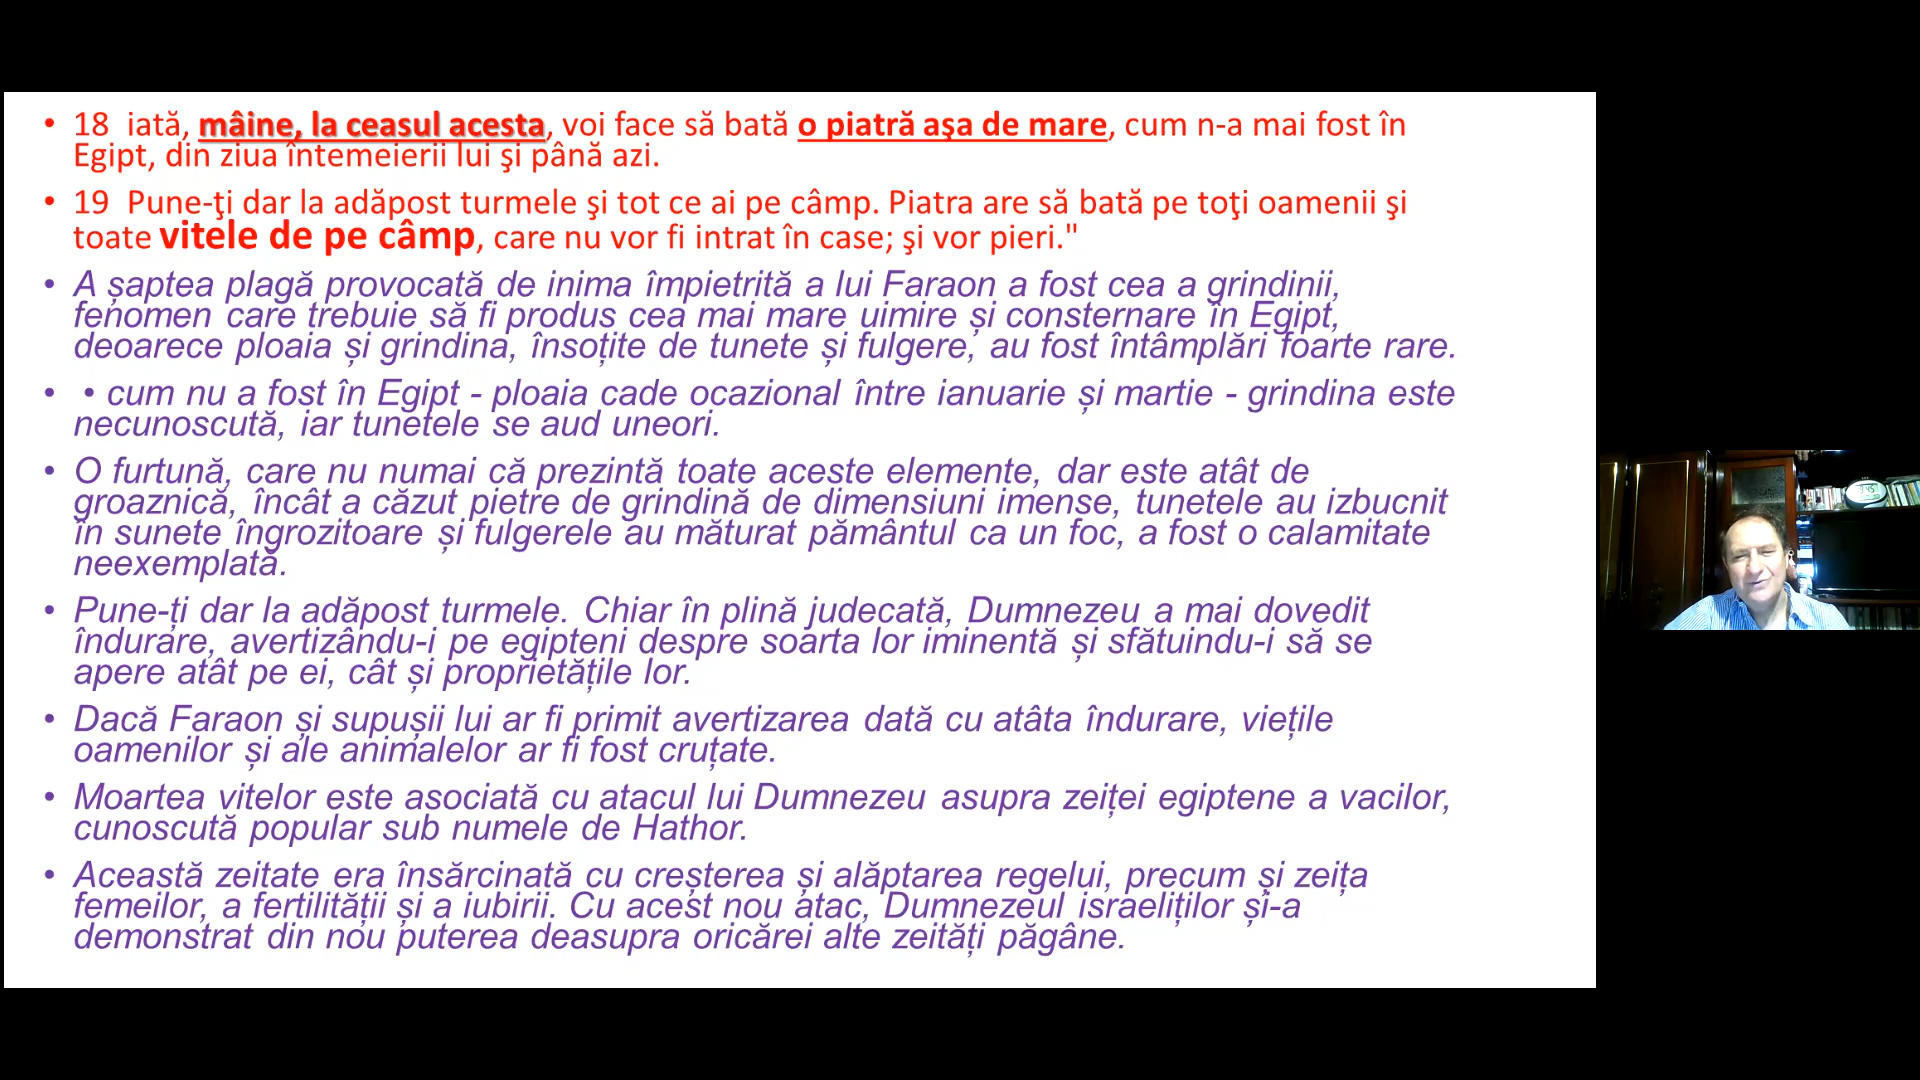 • 18 iată, mâine, la ceasul acesta, voi face să bată o piatră aşa de mare, cum n-a mai fost în
Egipt, din ziua întemeierii lui şi până azi.
• 19 Pune-ţi dar la adăpost turmele şi tot ce ai pe câmp. Piatra are să bată pe toţi oamenii şi
toate vitele de pe câmp, care nu vor fi intrat în case; şi vor pieri."
• A șaptea plagă provocată de inima împietrită a lui Faraon a fost cea a grindinii,
fenomen care trebuie să fi produs cea mai mare uimire și consternare în Egipt,
deoarece ploaia și grindina, însoțite de tunete și fulgere, au fost întâmplări foarte rare.
• • cum nu a fost în Egipt - ploaia cade ocazional între ianuarie și martie - grindina este
necunoscută, iar tunetele se aud uneori.
• O furtună, care nu numai că prezintă toate aceste elemente, dar este atât de
groaznică, încât a căzut pietre de grindină de dimensiuni imense, tunetele au izbucnit
în sunete îngrozitoare și fulgerele au măturat pământul ca un foc, a fost o calamitate
neexemplată.
• Pune-ți dar la adăpost turmele. Chiar în plină judecată, Dumnezeu a mai dovedit
îndurare, avertizându-i pe egipteni despre soarta lor iminentă și sfătuindu-i să se
apere atât pe ei, cât și proprietățile lor.
• Dacă Faraon și supușii lui ar fi primit avertizarea dată cu atâta îndurare, viețile
oamenilor și ale animalelor ar fi fost cruțate.
• Moartea vitelor este asociată cu atacul lui Dumnezeu asupra zeiței egiptene a vacilor,
cunoscută popular sub numele de Hathor.
• Această zeitate era însărcinată cu creșterea și alăptarea regelui, precum și zeița
femeilor, a fertilității și a iubirii. Cu acest nou atac, Dumnezeul israeliților și-a
demonstrat din nou puterea deasupra oricărei alte zeități păgâne.